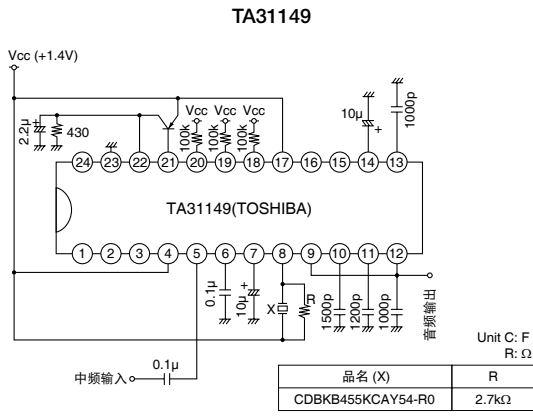 TA31149
Vcc (+1.4V)
2.2μ
+
430
Vcc
Vcc
Vcc
100k
100k
100k
10μ
+
1000p
24
23
22
21
20
19
18
17
16
15
14
13
TA31149(TOSHIBA)
1
2
3
4
5
6
7
8
9
10
11
12
0.1μ
10μ
+
X
R
1500p
1200p
1000p
音频输出
中频输入
0.1μ
Unit C: F
R: Ω
品名 (X)
R
CDBKB455KCAY54-R0
2.7kΩ